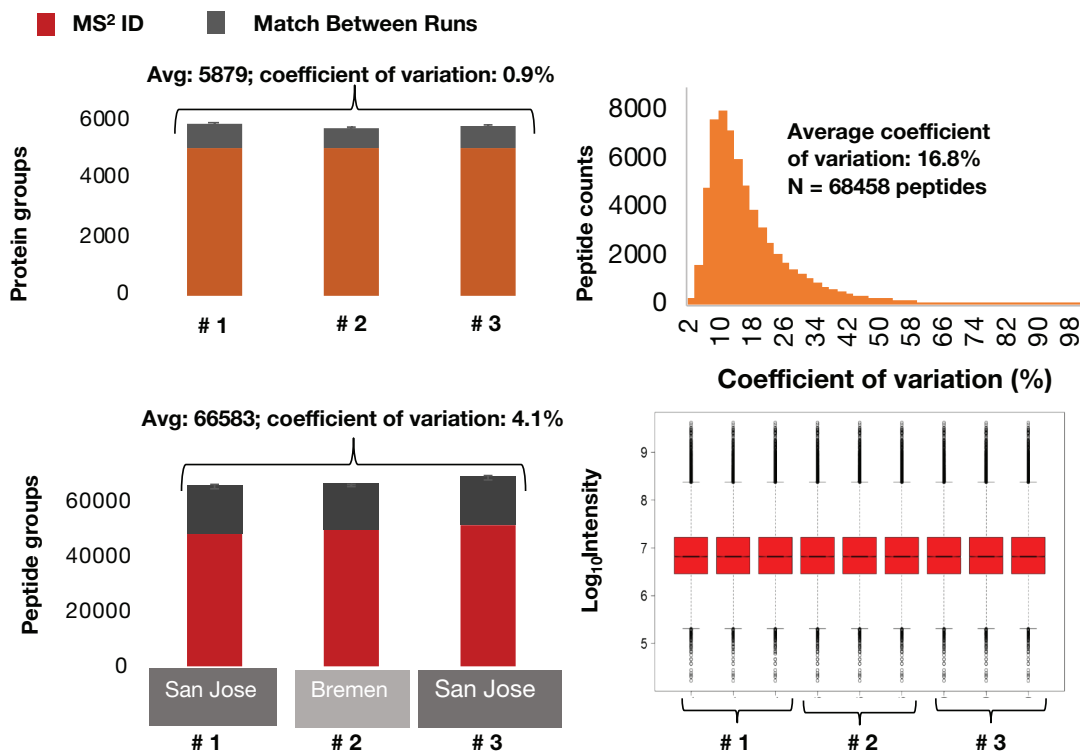 MS² ID
Match Between Runs
Avg: 5879; coefficient of variation: 0.9%
Protein groups
6000
4000
2000
0
# 1
# 2
# 3
Peptide counts
8000
6000
4000
2000
0
Average coefficient
of variation: 16.8%
N = 68458 peptides
2
10
18
26
34
42
50
58
66
74
82
90
98
Coefficient of variation (%)
Avg: 66583; coefficient of variation: 4.1%
Peptide groups
60000
40000
20000
0
San Jose
Bremen
San Jose
# 1
# 2
# 3
Log₁₀Intensity
9
8
7
6
5
# 1
# 2
# 3